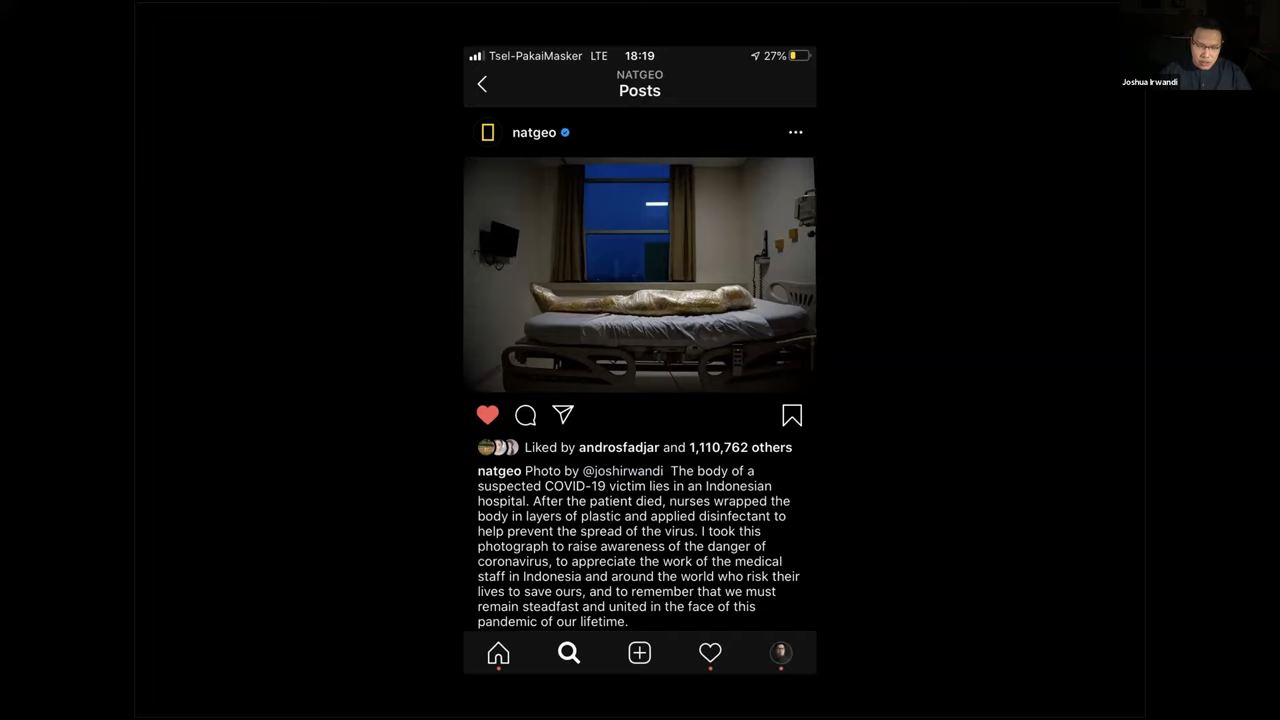 Tsel-PakaiMasker LTE 18:19 27%
NATGEO
Posts
natgeo
Joshua Irwandi
Liked by androsfadjar and 1,110,762 others
natgeo Photo by @joshirwandi The body of a
suspected COVID-19 victim lies in an Indonesian
hospital. After the patient died, nurses wrapped the
body in layers of plastic and applied disinfectant to
help prevent the spread of the virus. I took this
photograph to raise awareness of the danger of
coronavirus, to appreciate the work of the medical
staff in Indonesia and around the world who risk their
lives to save ours, and to remember that we must
remain steadfast and united in the face of this
pandemic of our lifetime.